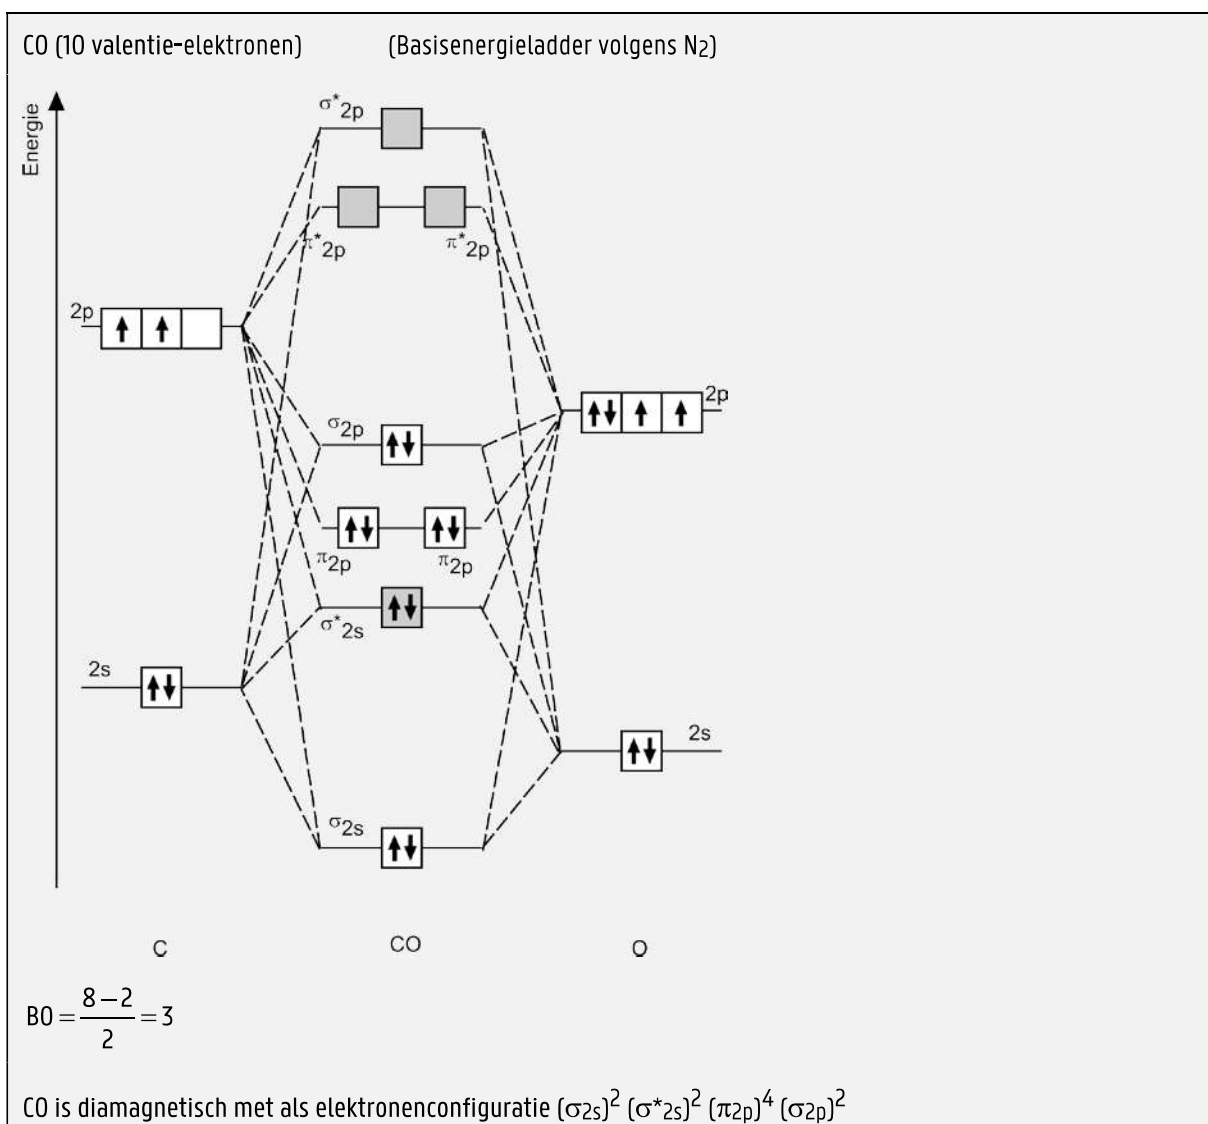 CO (10 valentie-elektronen) (Basisenergieladder volgens N₂)
Energie
σ*2p
π*2p π*2p
2p
2p
σ2p
π2p π2p
σ*2s
2s
2s
σ2s
C CO O
BO = (8 – 2)/2 = 3
CO is diamagnetisch met als elektronenconfiguratie (σ2s)² (σ*2s)² (π2p)⁴ (σ2p)²